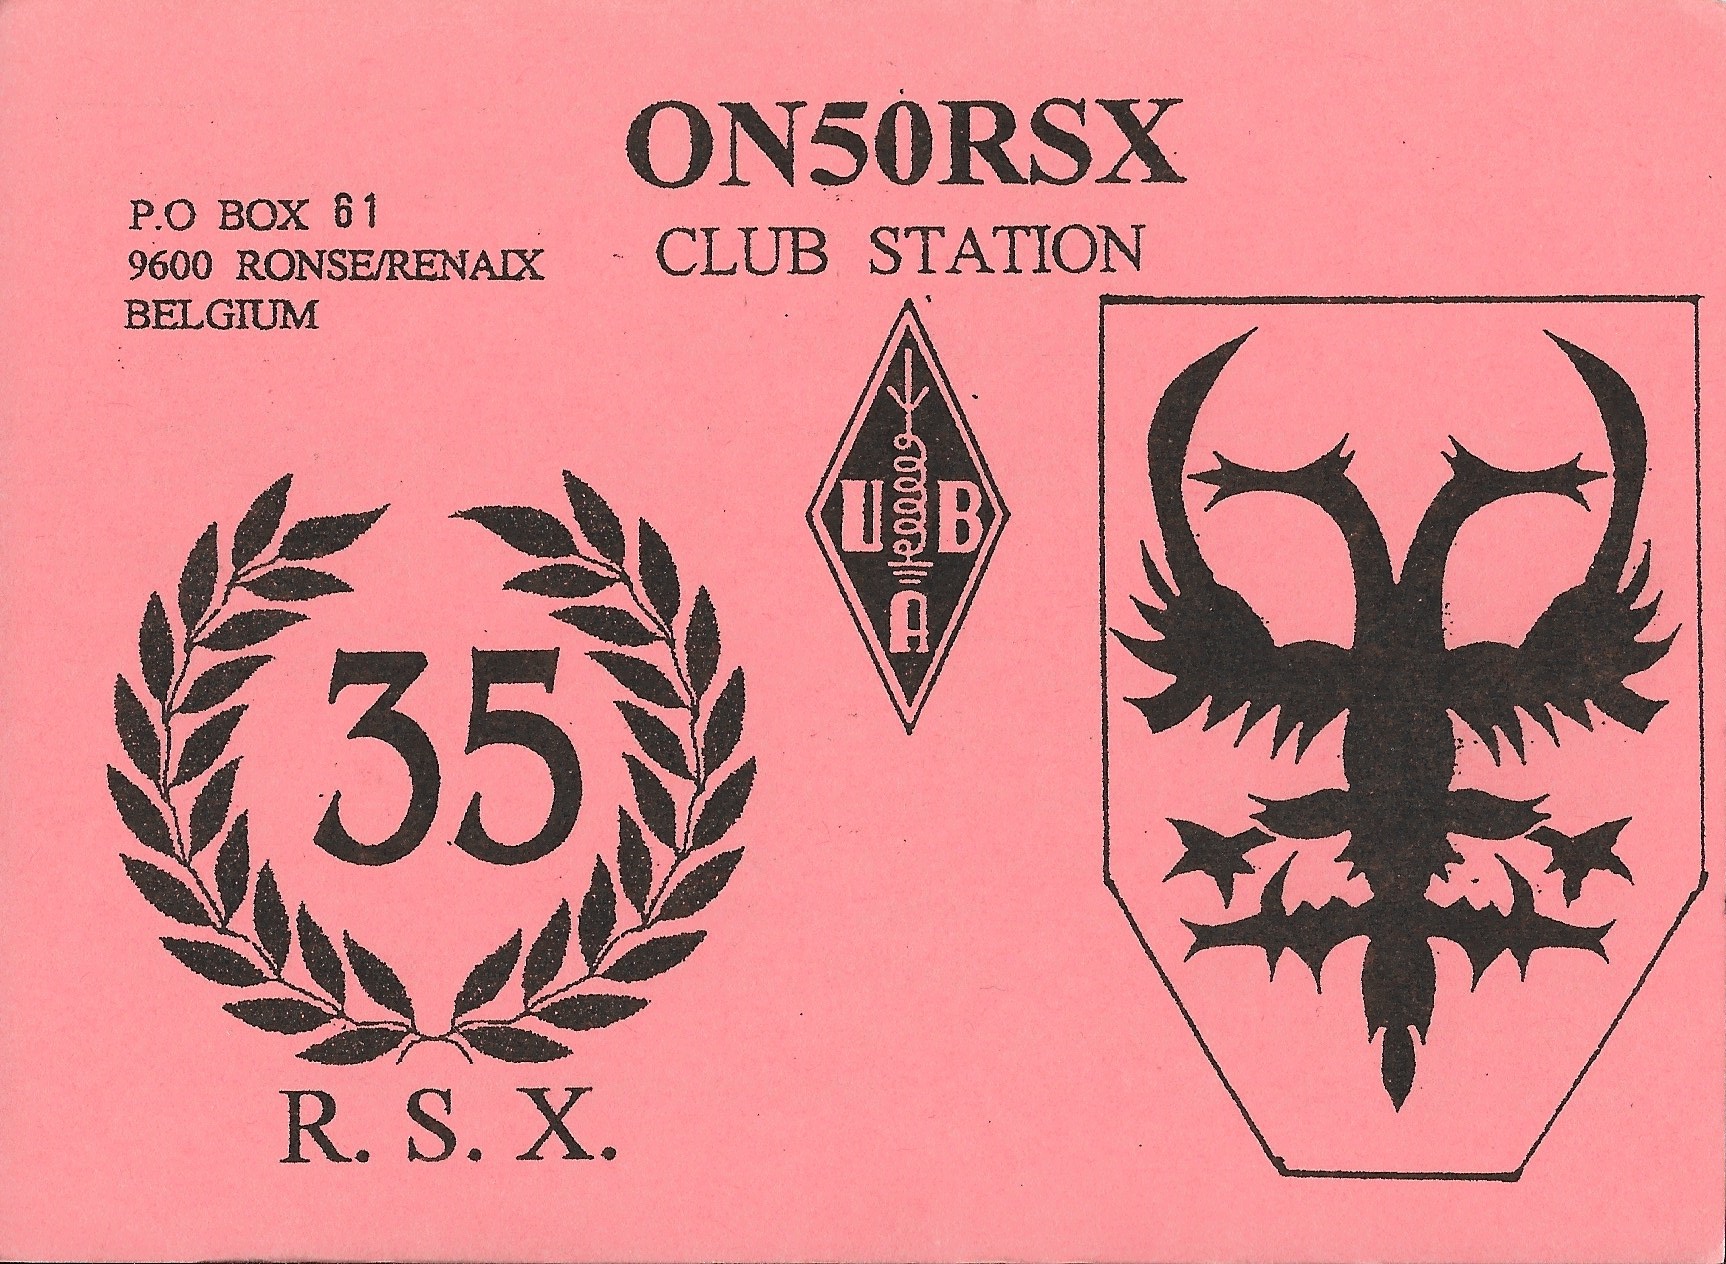 ON50RSX
CLUB STATION
P.O BOX 61
9600 RONSE/RENAIX
BELGIUM
U B
A
35
R. S. X.